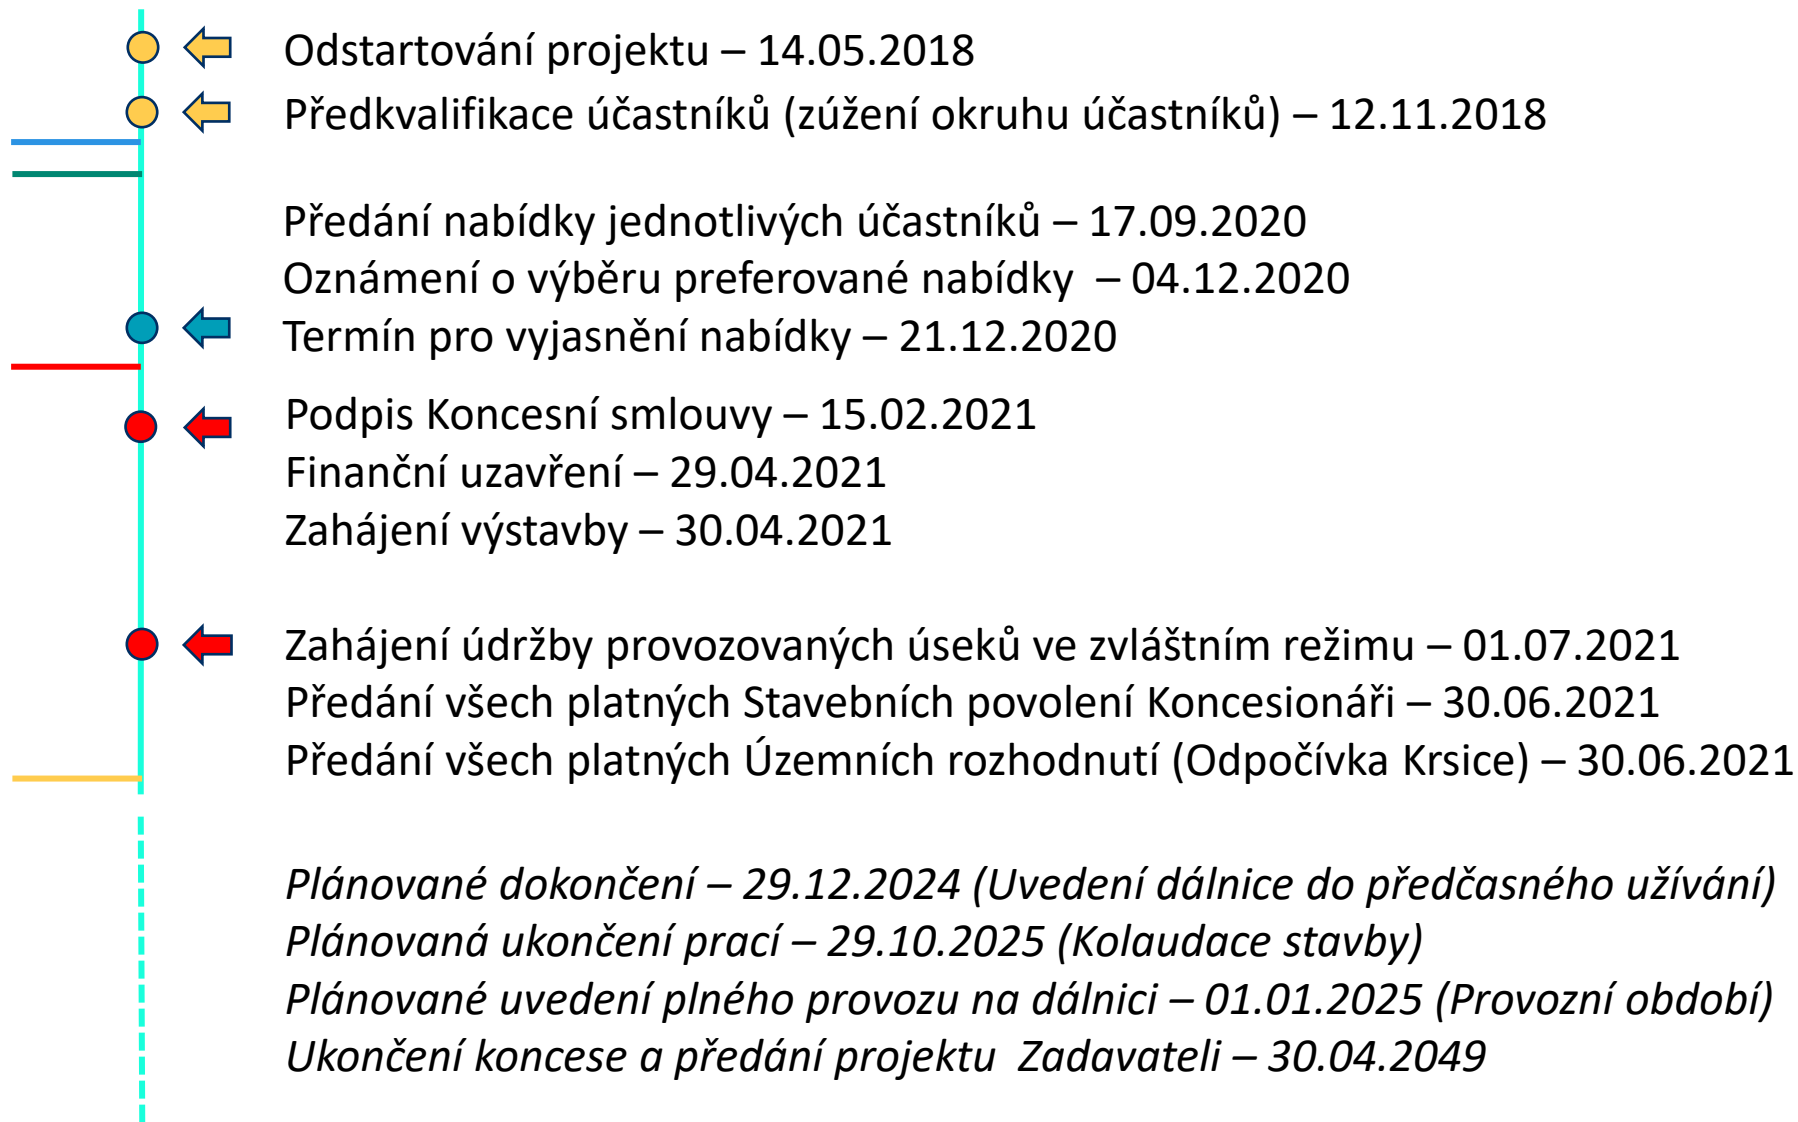 Odstartování projektu – 14.05.2018
Předkvalifikace účastníků (zúžení okruhu účastníků) – 12.11.2018
Předání nabídky jednotlivých účastníků – 17.09.2020
Oznámení o výběru preferované nabídky – 04.12.2020
Termín pro vyjasnění nabídky – 21.12.2020
Podpis Koncesní smlouvy – 15.02.2021
Finanční uzavření – 29.04.2021
Zahájení výstavby – 30.04.2021
Zahájení údržby provozovaných úseků ve zvláštním režimu – 01.07.2021
Předání všech platných Stavebních povolení Koncesionáři – 30.06.2021
Předání všech platných Územních rozhodnutí (Odpočívka Krsice) – 30.06.2021
Plánované dokončení – 29.12.2024 (Uvedení dálnice do předčasného užívání)
Plánovaná ukončení prací – 29.10.2025 (Kolaudace stavby)
Plánované uvedení plného provozu na dálnici – 01.01.2025 (Provozní období)
Ukončení koncese a předání projektu Zadavateli – 30.04.2049